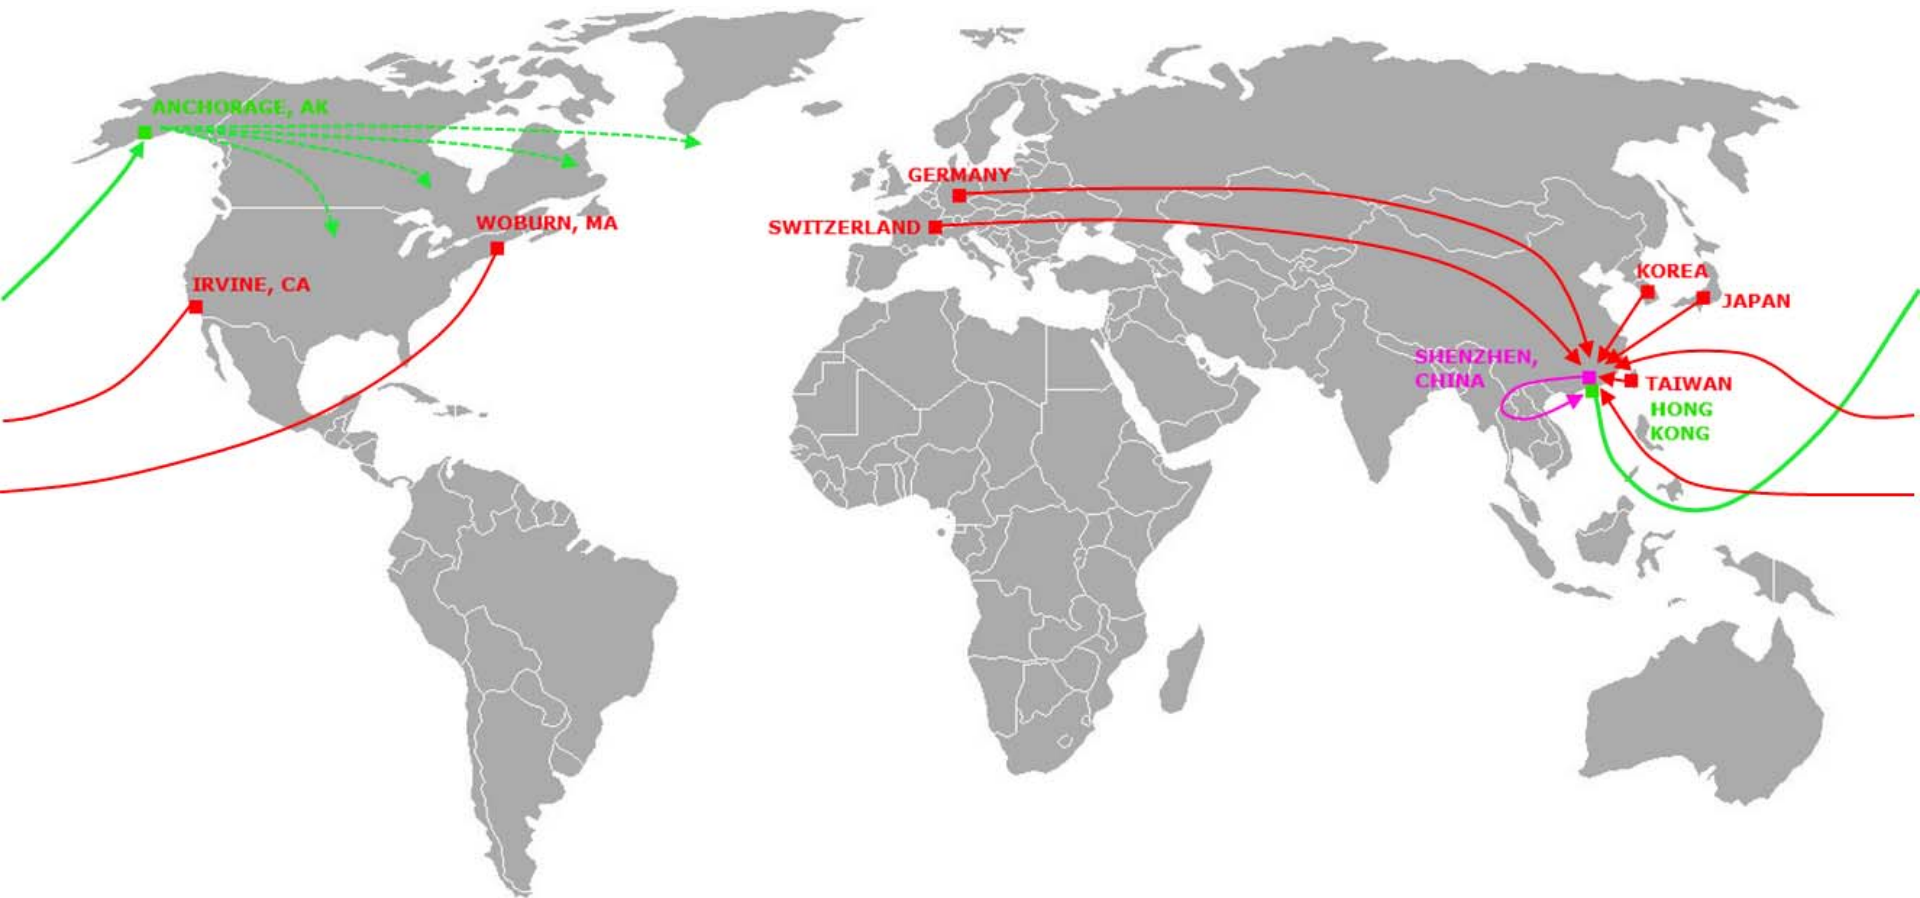 ANCHORAGE, AK
GERMANY
WOBURN, MA
SWITZERLAND
KOREA
IRVINE, CA
JAPAN
SHENZHEN,
CHINA
TAIWAN
HONG
KONG